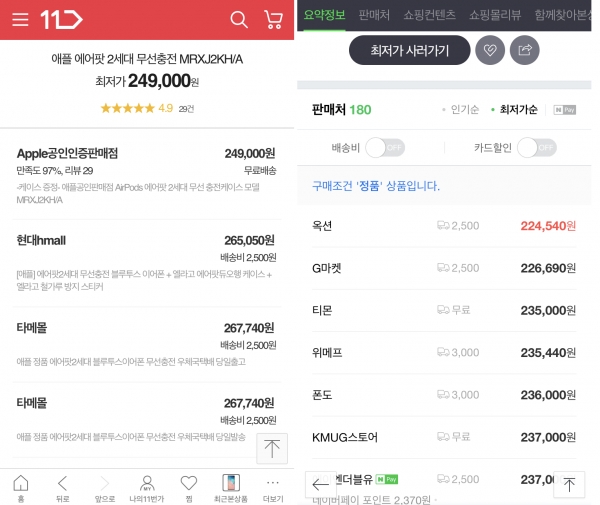 11
애플 에어팟 2세대 무선충전 MRXJ2KH/A
최저가 249,000원
★★★★★ 4.9 29건
Apple공인인증판매점 249,000원
만족도 97%, 리뷰 29 무료배송
-케이스 증정- 애플공인판매점 AirPods 에어팟 2세대 무선 충전케이스 모델
MRXJ2KH/A
현대hmall 265,050원
배송비 2,500원
[애플] 에어팟2세대 무선충전 블루투스 이어폰 + 엘라고 에어팟듀오행 케이스 +
엘라고 철가루 방지 스티커
타메몰 267,740원
배송비 2,500원
애플 정품 에어팟2세대 블루투스이어폰 무선충전 우체국택배 당일출고
타메몰 267,740원
배송비 2,500원
애플 정품 에어팟2세대 블루투스이어폰 무선충전 우체국택배 당일발송
홈 뒤로 앞으로 MY 나의11번가 찜 최근본상품 더보기
요약정보 판매처 쇼핑컨텐츠 쇼핑몰리뷰 함께찾아본상
최저가 사러가기
판매처 180 인기순 최저가순 N Pay
배송비 OFF 카드할인 OFF
구매조건 '정품' 상품입니다.
옥션 2,500 224,540원
G마켓 2,500 226,690원
티몬 무료 235,000원
위메프 3,000 235,440원
폰도 3,000 236,000원
KMUG스토어 무료 237,000원
엔더블유 N Pay 2,500 237,00
네이버페이 포인트 2,370원